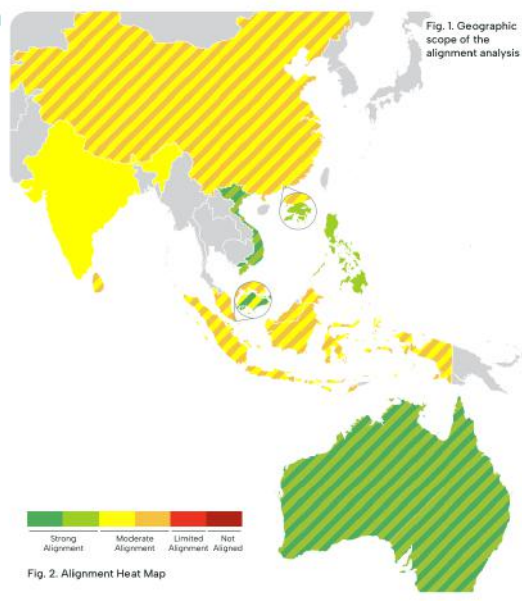 Fig. 1. Geographic
scope of the
alignment analysis
Strong
Alignment
Moderate
Alignment
Limited
Alignment
Not
Aligned
Fig. 2. Alignment Heat Map